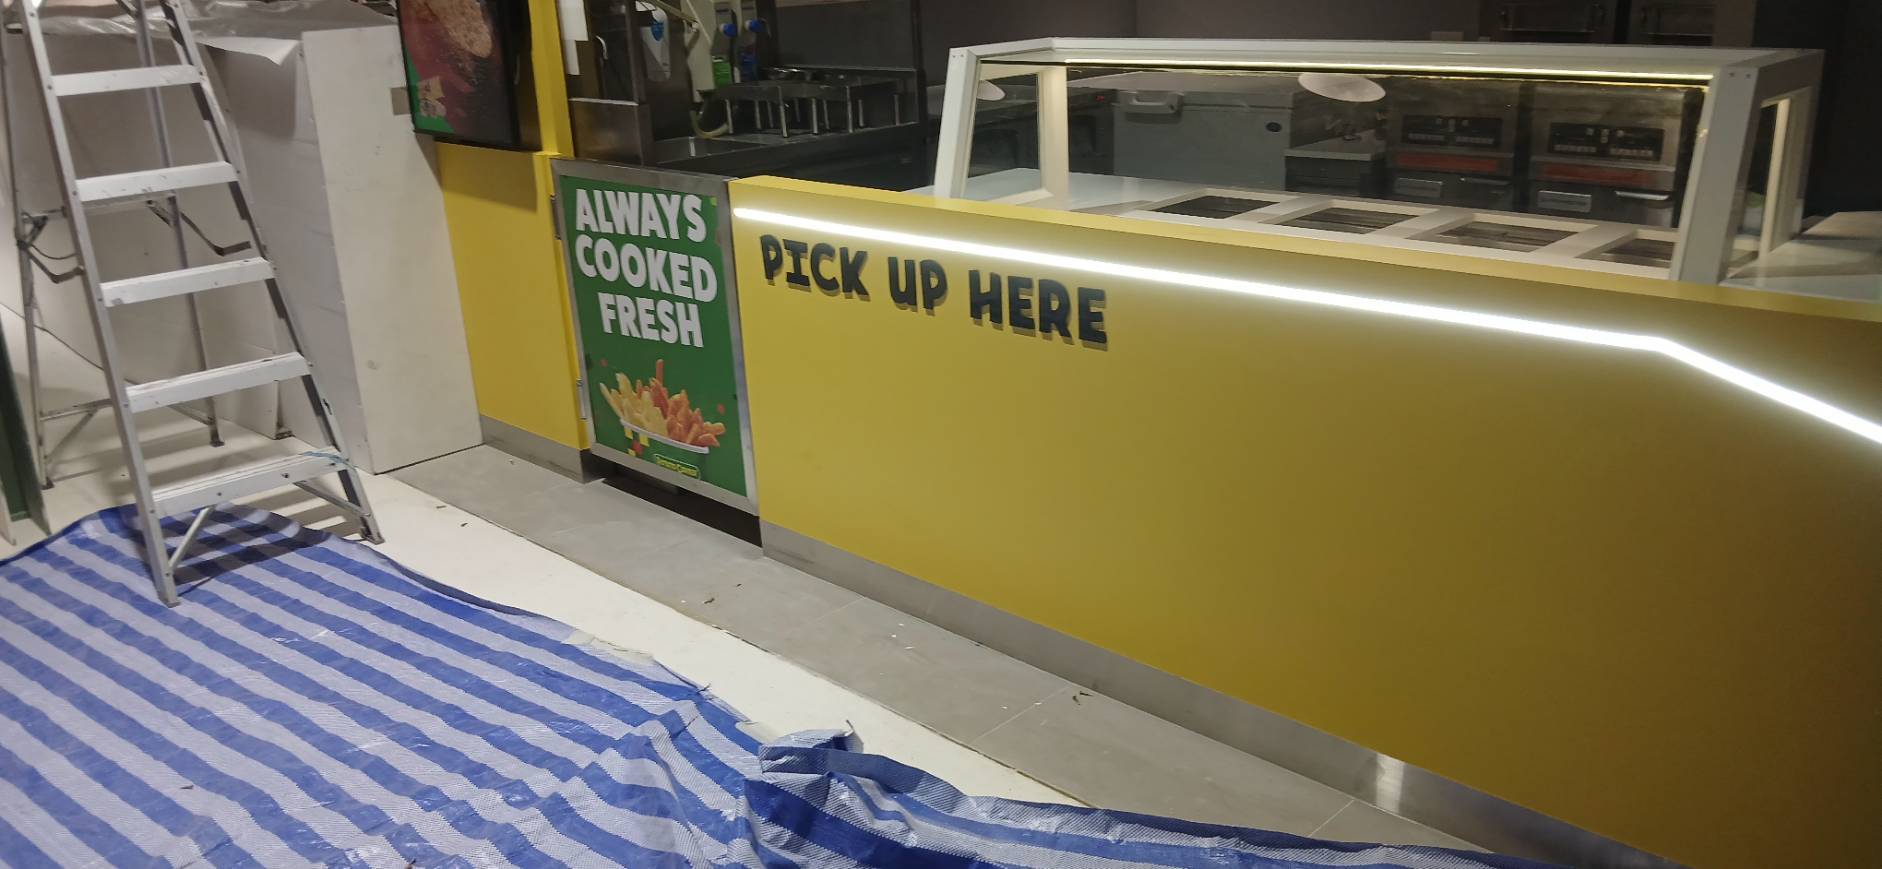 ALWAYS
COOKED
FRESH
PICK UP HERE